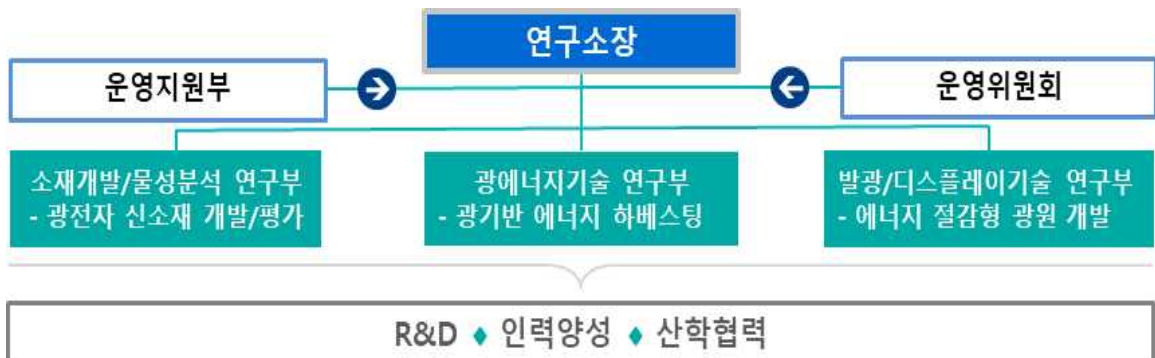 연구소장
운영지원부
운영위원회
소재개발/물성분석 연구부
- 광전자 신소재 개발/평가
광에너지기술 연구부
- 광기반 에너지 하베스팅
발광/디스플레이기술 연구부
- 에너지 절감형 광원 개발
R&D ♦ 인력양성 ♦ 산학협력